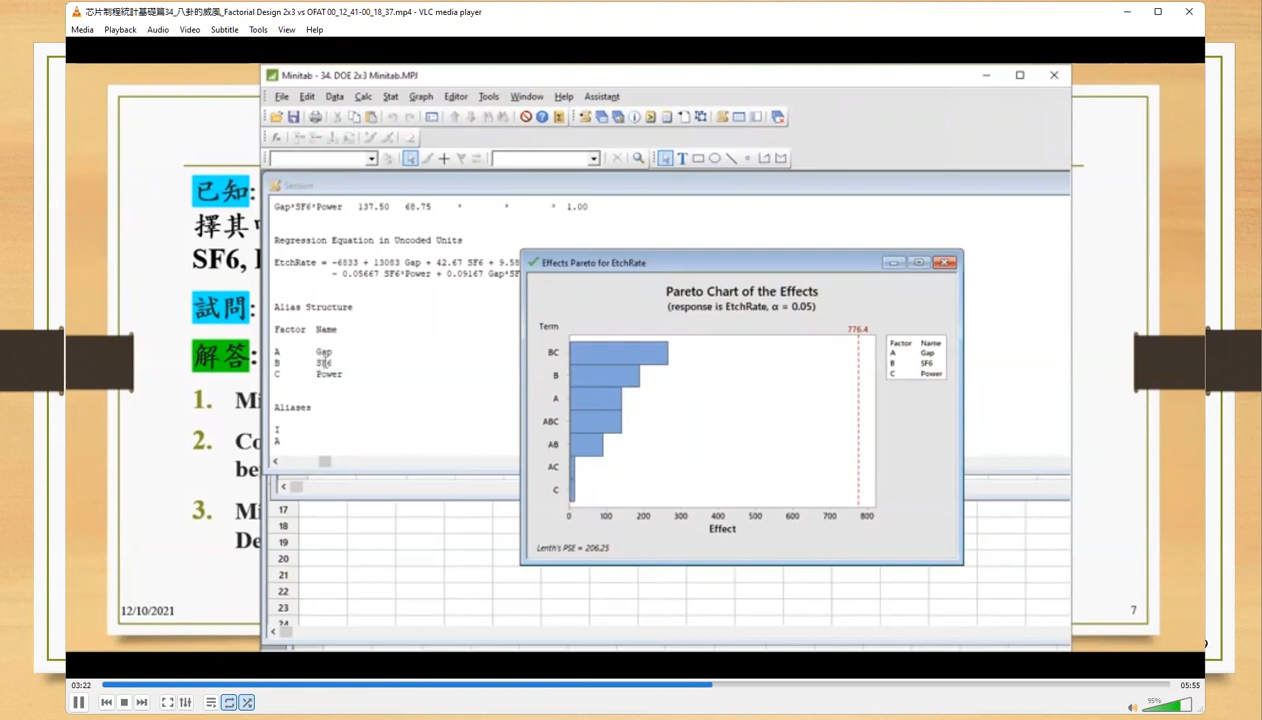 芯片制程統計基礎篇34_八卦的威風_Factorial Design 2x3 vs OFAT 00_12_41-00_18_37.mp4 - VLC media player
Media Playback Audio Video Subtitle Tools View Help
Minitab - 34. DOE 2x3 Minitab.MPJ
File Edit Data Calc Stat Graph Editor Tools Window Help Assistant
Session
Gap*SF6*Power 137.50 68.75 * * * 1.00
Regression Equation in Uncoded Units
EtchRate = -6833 + 13083 Gap + 42.67 SF6 + 9.58
- 0.05667 SF6*Power + 0.09167 Gap*SF
Alias Structure
Factor Name
A Gap
B SF6
C Power
Aliases
I
A
已知:
擇其
SF6,
試問:
解答:
1. Mi
2. Co
be
3. Mi
De
Effects Pareto for EtchRate
Pareto Chart of the Effects
(response is EtchRate, α = 0.05)
Term
776.4
BC
B
A
ABC
AB
AC
C
0 100 200 300 400 500 600 700 800
Effect
Lenth's PSE = 206.25
Factor Name
A Gap
B SF6
C Power
17
18
19
20
21
22
23
12/10/2021
7
03:22
05:55
95%